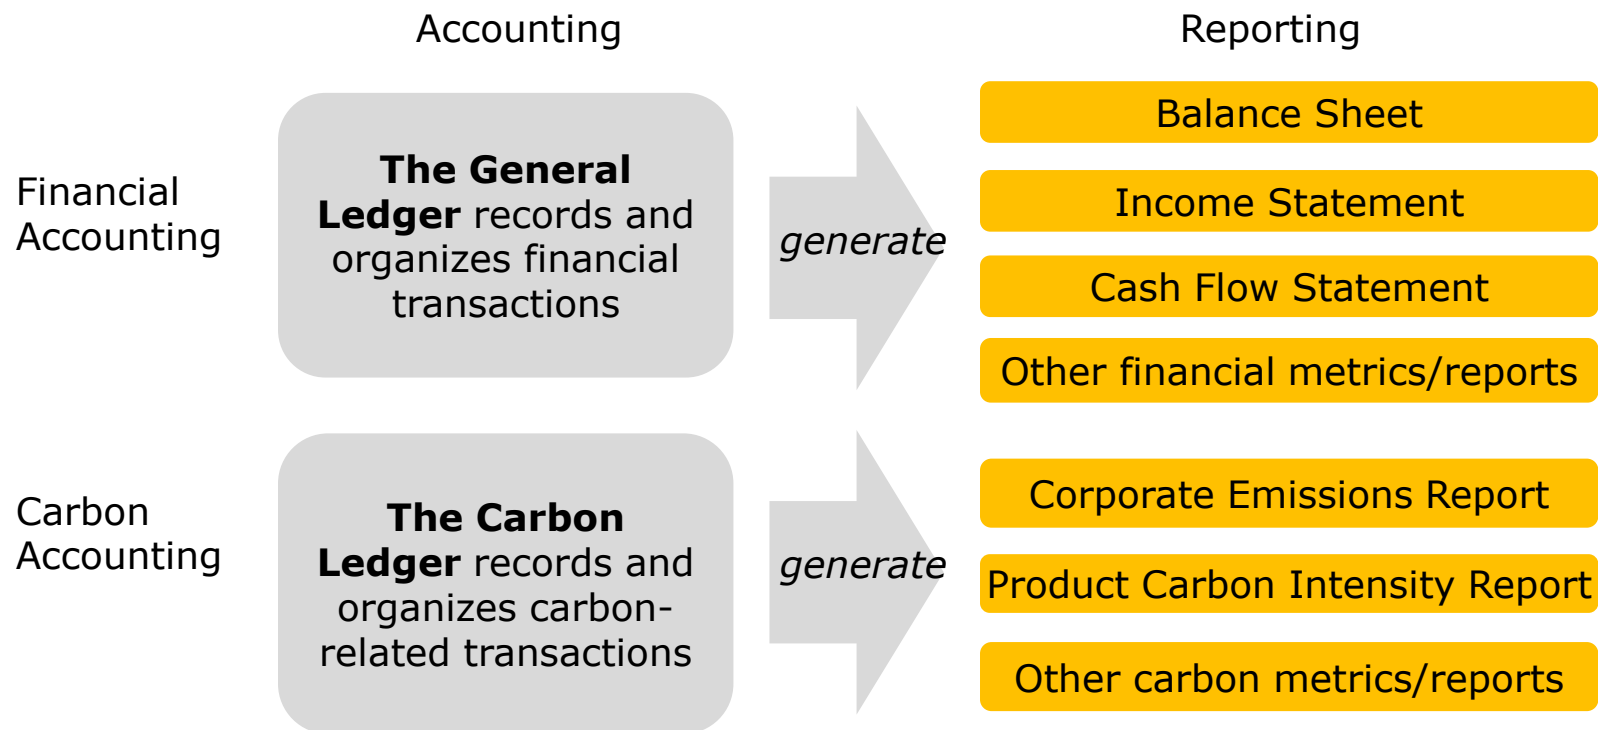 Accounting
Reporting
Financial
Accounting
The General
Ledger records and
organizes financial
transactions
generate
Balance Sheet
Income Statement
Cash Flow Statement
Other financial metrics/reports
Carbon
Accounting
The Carbon
Ledger records and
organizes carbon-
related transactions
generate
Corporate Emissions Report
Product Carbon Intensity Report
Other carbon metrics/reports